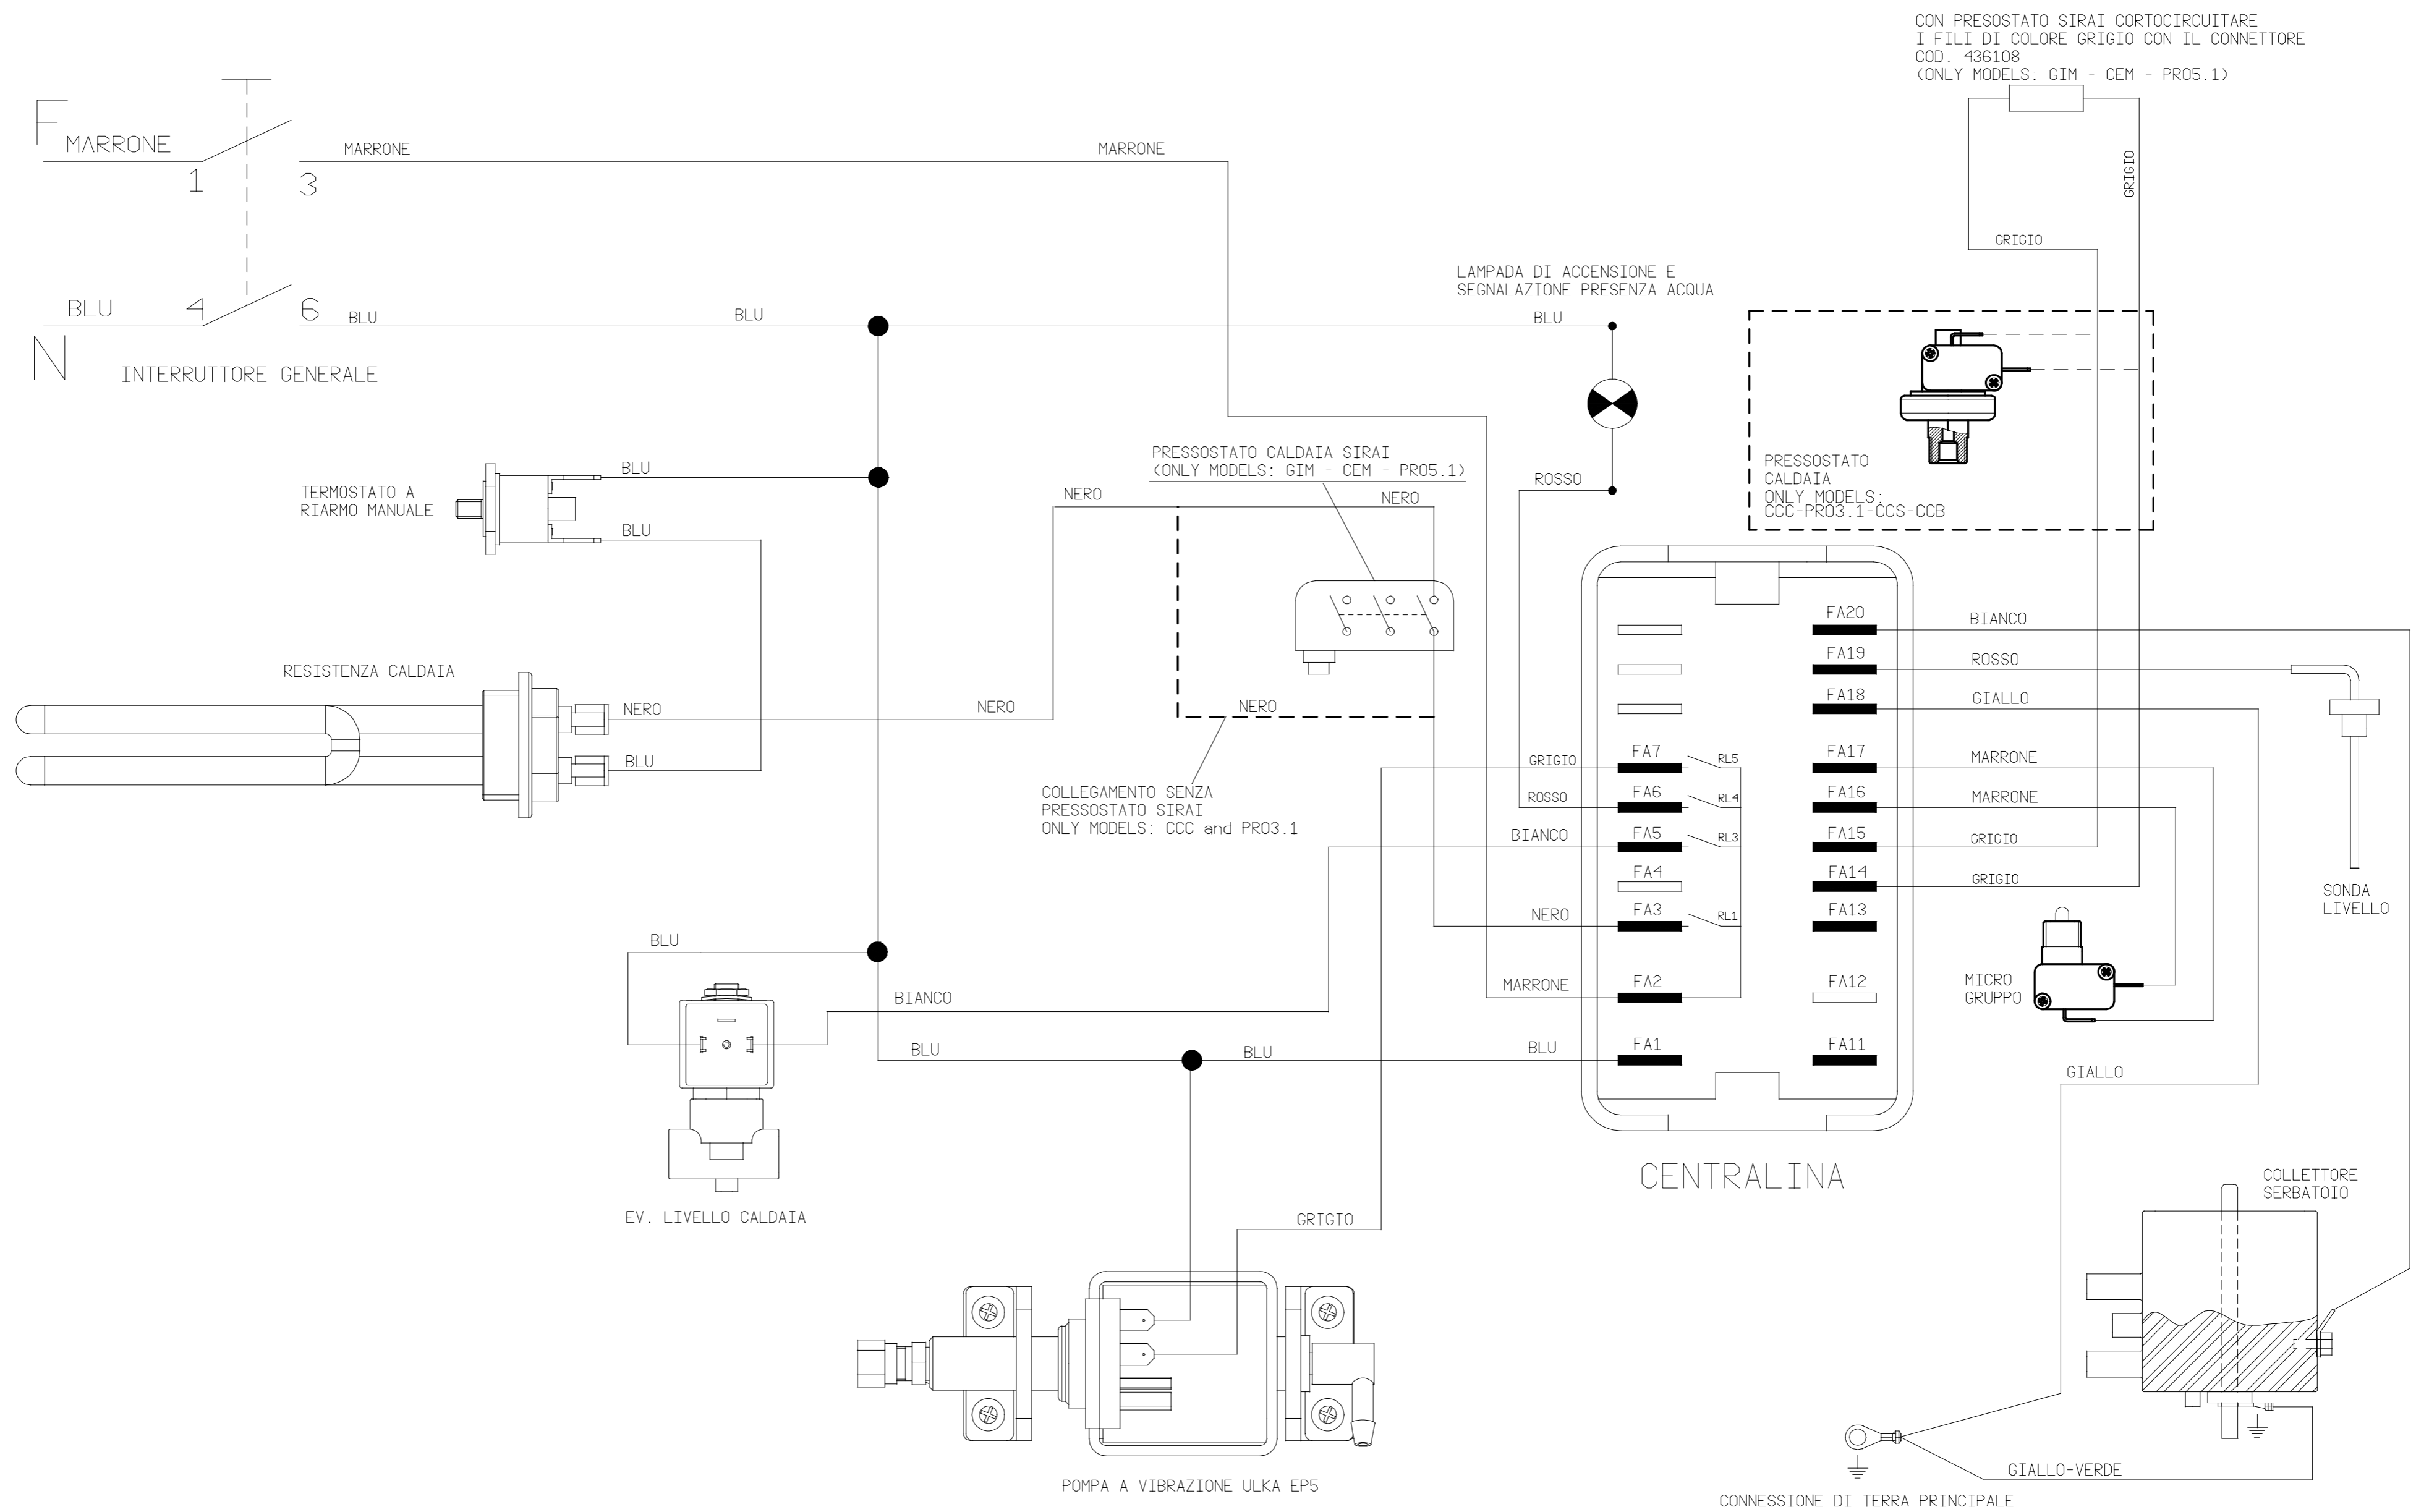 CON PRESOSTATO SIRAI CORTOCIRCUITARE
I FILI DI COLORE GRIGIO CON IL CONNETTORE
COD. 436108
(ONLY MODELS: GIM - CEM - PRO5.1)
F
MARRONE
1
3
MARRONE
MARRONE
GRIGIO
GRIGIO
BLU
4
6
BLU
BLU
N
INTERRUTTORE GENERALE
LAMPADA DI ACCENSIONE E
SEGNALAZIONE PRESENZA ACQUA
BLU
ROSSO
PRESSOSTATO
CALDAIA
ONLY MODELS:
CCC-PRO3.1-CCS-CCB
PRESSOSTATO CALDAIA SIRAI
(ONLY MODELS: GIM - CEM - PRO5.1)
NERO
NERO
TERMOSTATO A
RIARMO MANUALE
BLU
BLU
RESISTENZA CALDAIA
NERO
NERO
NERO
BLU
COLLEGAMENTO SENZA
PRESSOSTATO SIRAI
ONLY MODELS: CCC and PRO3.1
GRIGIO
FA7
RL5
ROSSO
FA6
RL4
BIANCO
FA5
RL3
FA4
NERO
FA3
RL1
MARRONE
FA2
BLU
FA1
FA20
BIANCO
FA19
ROSSO
FA18
GIALLO
FA17
MARRONE
FA16
MARRONE
FA15
GRIGIO
FA14
GRIGIO
FA13
FA12
FA11
SONDA
LIVELLO
MICRO
GRUPPO
GIALLO
BLU
BIANCO
BLU
BLU
EV. LIVELLO CALDAIA
CENTRALINA
GRIGIO
COLLETTORE
SERBATOIO
POMPA A VIBRAZIONE ULKA EP5
GIALLO-VERDE
CONNESSIONE DI TERRA PRINCIPALE